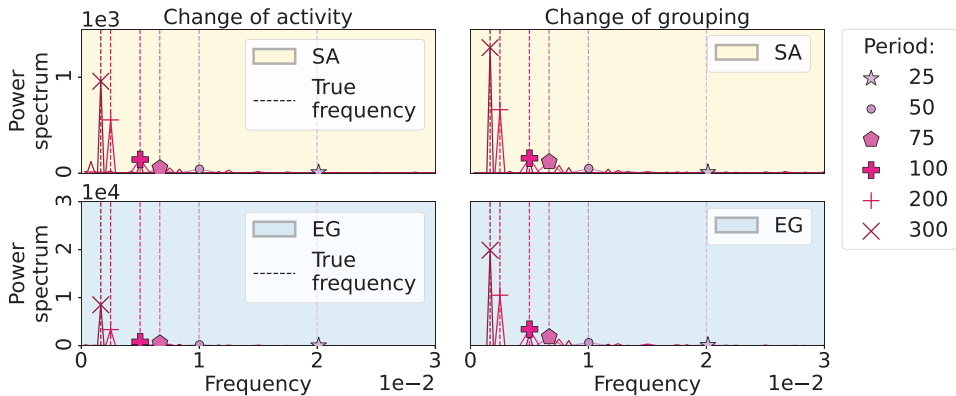 Change of activity
Change of grouping
1e3
Power
spectrum
1
0
SA
True
frequency
SA
Period:
25
50
75
100
200
300
1e4
Power
spectrum
3
2
1
0
EG
True
frequency
EG
0 1 2 3
0 1 2 3
Frequency 1e−2
Frequency 1e−2